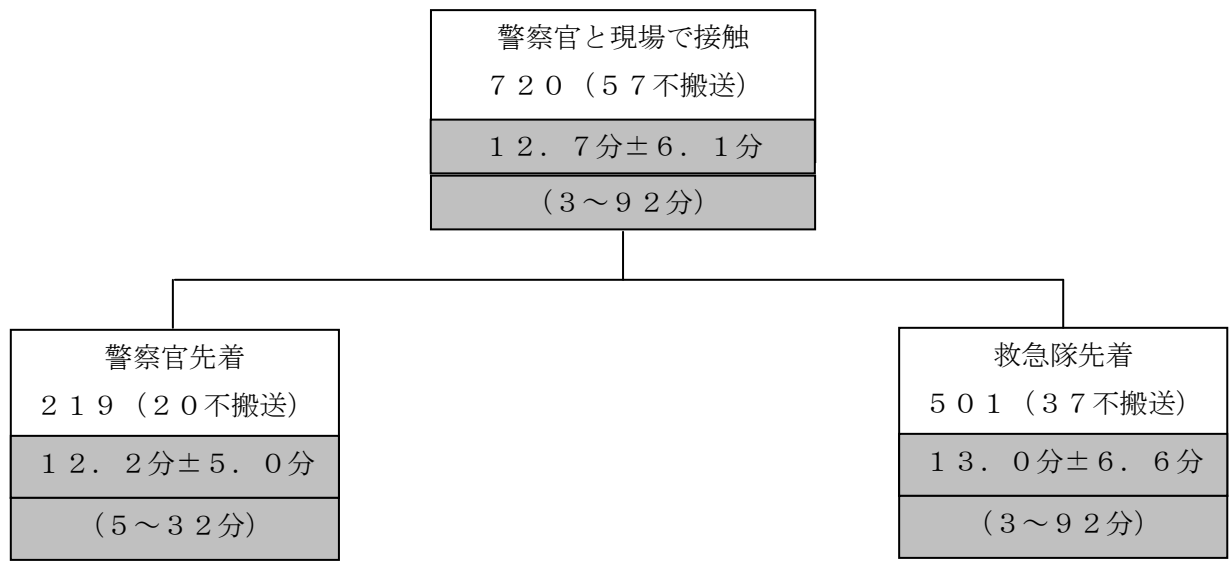 警察官と現場で接触
７２０（５７不搬送）
１２．７分±６．１分
（３～９２分）
警察官先着
２１９（２０不搬送）
１２．２分±５．０分
（５～３２分）
救急隊先着
５０１（３７不搬送）
１３．０分±６．６分
（３～９２分）